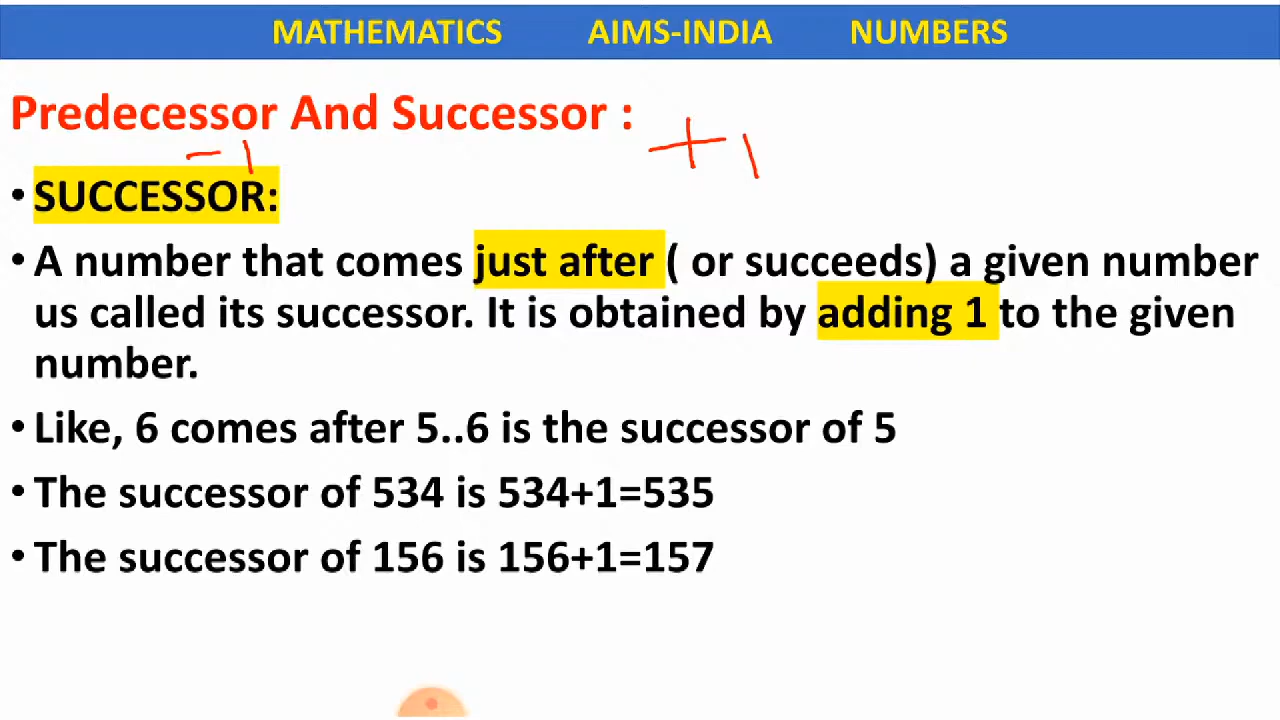 MATHEMATICS AIMS-INDIA NUMBERS
Predecessor And Successor :
- 1 + 1
• SUCCESSOR:
• A number that comes just after ( or succeeds) a given number
us called its successor. It is obtained by adding 1 to the given
number.
• Like, 6 comes after 5..6 is the successor of 5
• The successor of 534 is 534+1=535
• The successor of 156 is 156+1=157